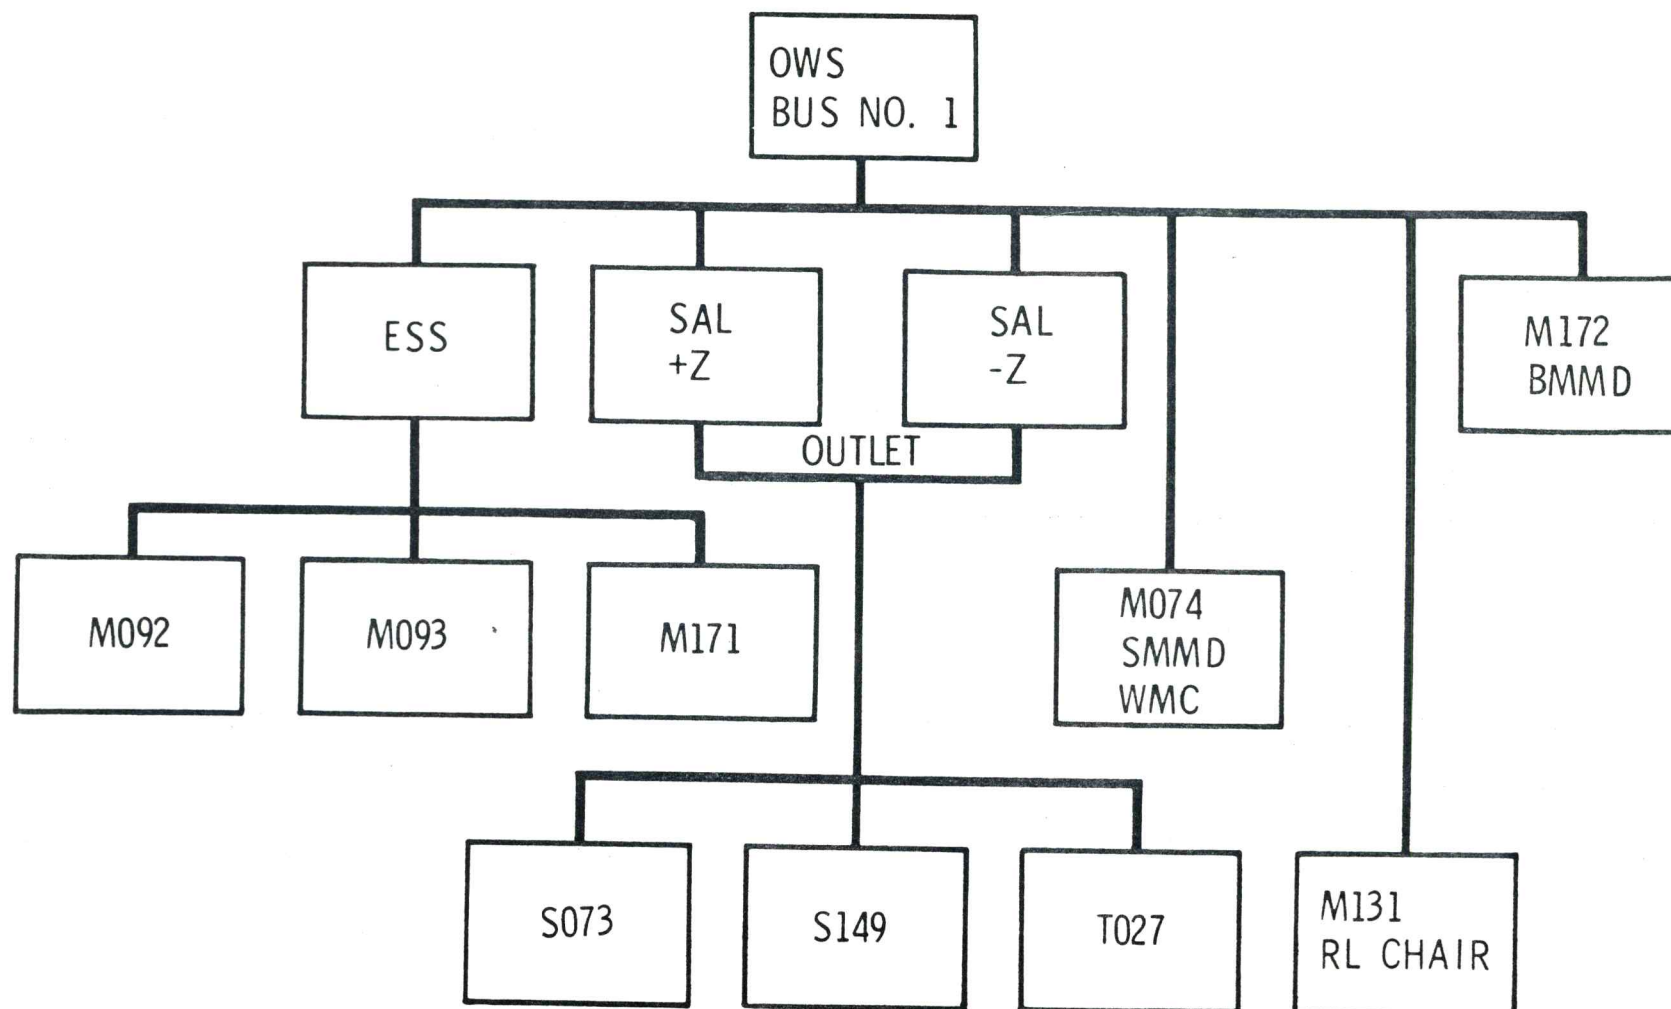 OWS
BUS NO. 1
ESS
SAL
+Z
SAL
-Z
M172
BMMD
OUTLET
M092
M093
M171
M074
SMMD
WMC
S073
S149
T027
M131
RL CHAIR